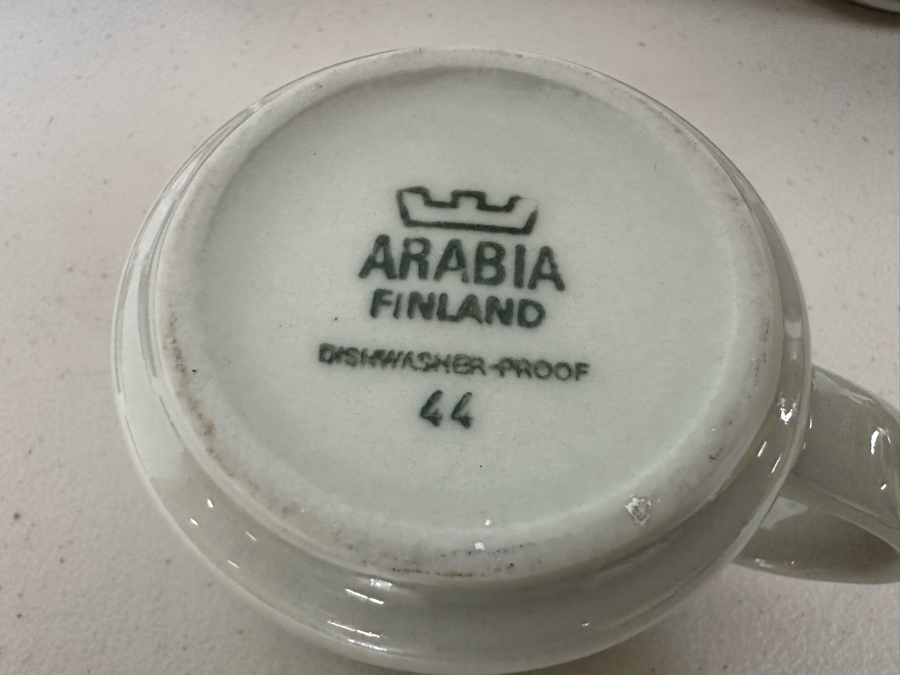 ARABIA
FINLAND
DISHWASHER-PROOF
44